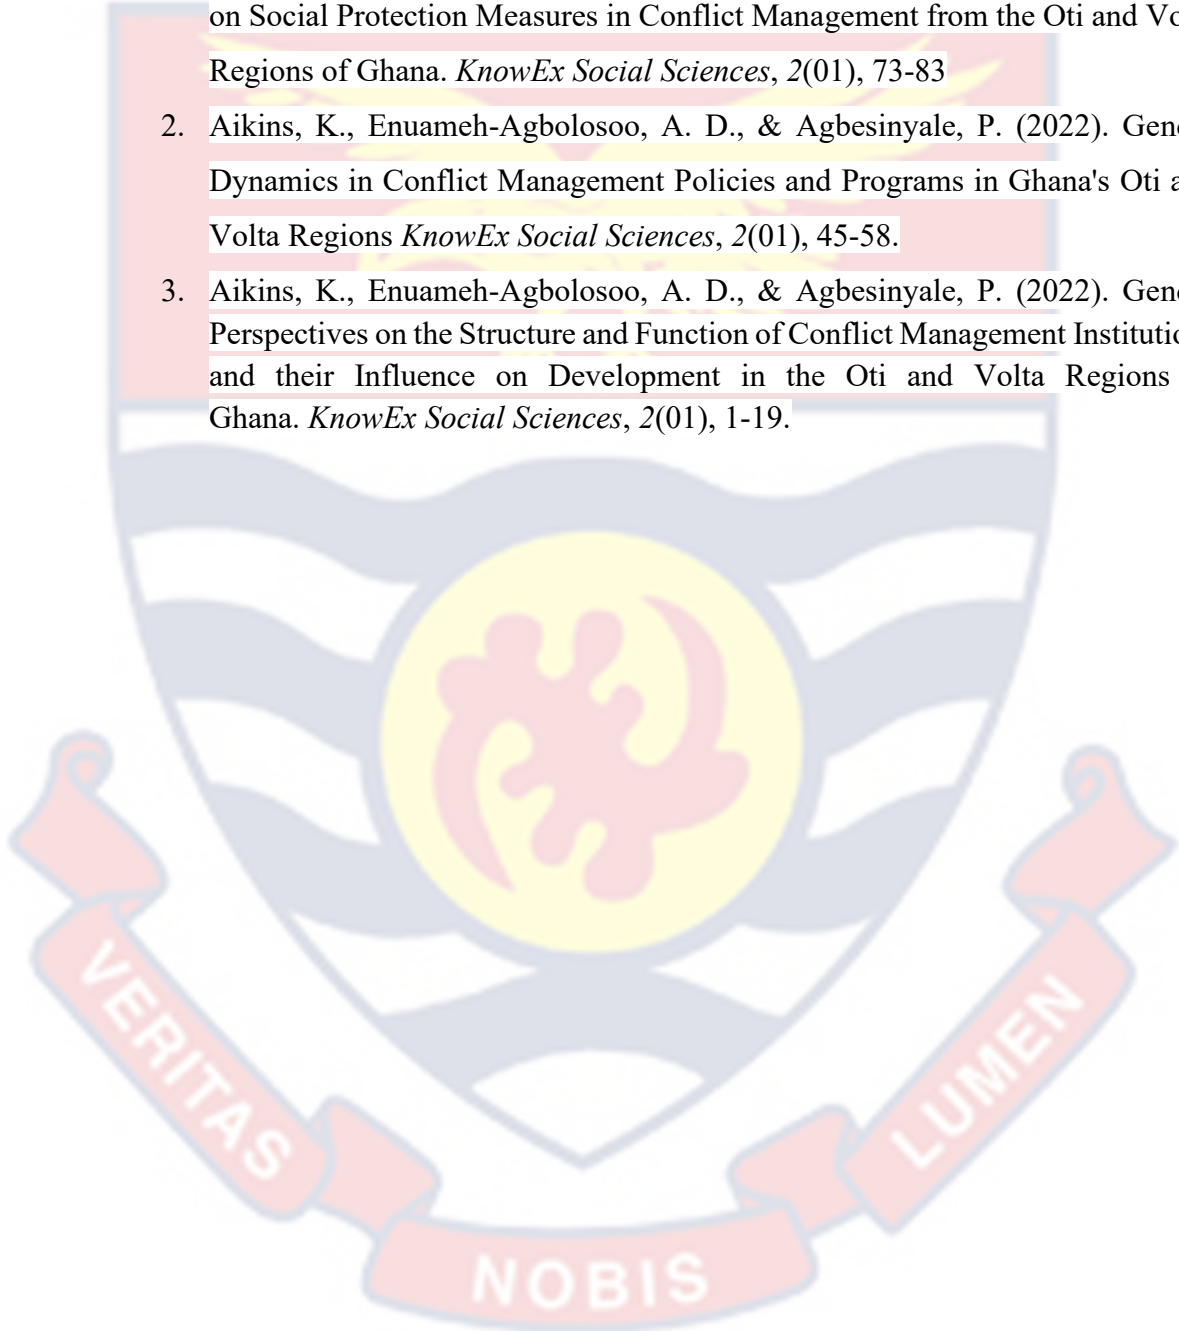 on Social Protection Measures in Conflict Management from the Oti and Vo
Regions of Ghana. KnowEx Social Sciences, 2(01), 73-83
2. Aikins, K., Enuameh-Agbolosoo, A. D., & Agbesinyale, P. (2022). Gen
Dynamics in Conflict Management Policies and Programs in Ghana's Oti a
Volta Regions KnowEx Social Sciences, 2(01), 45-58.
3. Aikins, K., Enuameh-Agbolosoo, A. D., & Agbesinyale, P. (2022). Gen
Perspectives on the Structure and Function of Conflict Management Institutio
and their Influence on Development in the Oti and Volta Regions
Ghana. KnowEx Social Sciences, 2(01), 1-19.
VERITAS
NOBIS
LUMEN